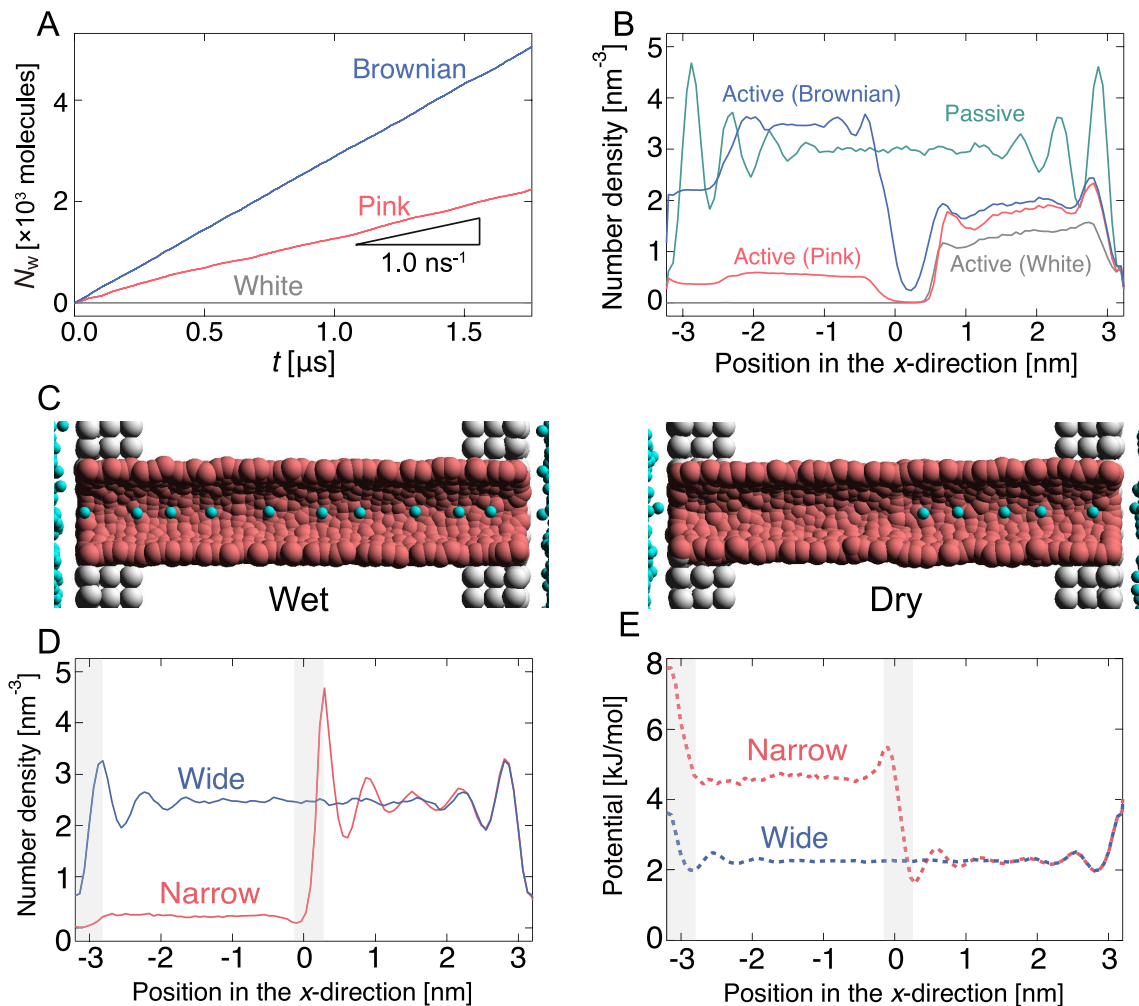 A
N_w [×10³ molecules]
4
2
0
Brownian
Pink
1.0 ns⁻¹
White
0.0
0.5
1.0
1.5
t [μs]
B
Number density [nm⁻³]
5
4
3
2
1
0
Active (Brownian)
Passive
Active (Pink)
Active (White)
-3
-2
-1
0
1
2
3
Position in the x-direction [nm]
C
Wet
Dry
D
Number density [nm⁻³]
5
4
3
2
1
0
Wide
Narrow
-3
-2
-1
0
1
2
3
Position in the x-direction [nm]
E
Potential [kJ/mol]
8
6
4
2
0
Narrow
Wide
-3
-2
-1
0
1
2
3
Position in the x-direction [nm]